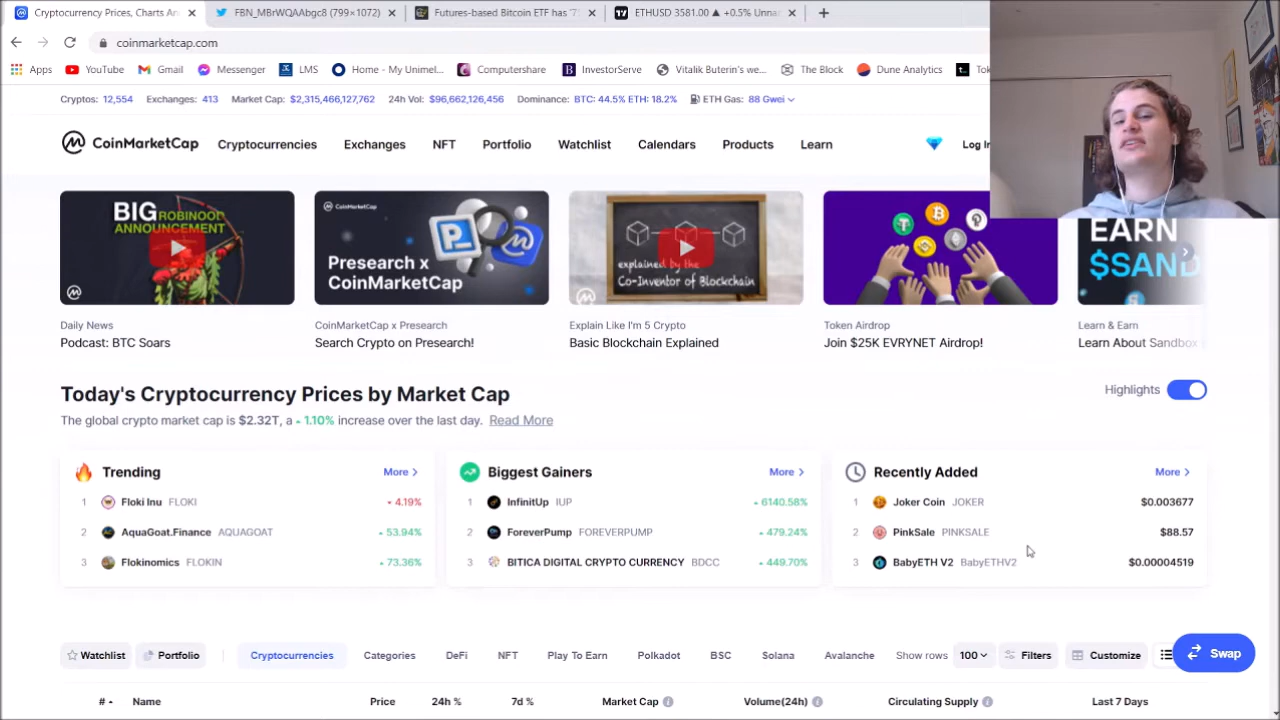 Cryptocurrency Prices, Charts An
FBN_MBrWQAAbgc8 (799×1072)
Futures-based Bitcoin ETF has '7
ETHUSD 3581.00 ▲ +0.5% Unna
coinmarketcap.com
Apps
YouTube
Gmail
Messenger
LMS
Home - My Unimel...
Computershare
InvestorServe
Vitalik Buterin's we...
The Block
Dune Analytics
Tok
Cryptos: 12,554
Exchanges: 413
Market Cap: $2,315,466,127,762
24h Vol: $96,662,126,456
Dominance: BTC: 44.5% ETH: 18.2%
ETH Gas: 88 Gwei
CoinMarketCap
Cryptocurrencies
Exchanges
NFT
Portfolio
Watchlist
Calendars
Products
Learn
Log In
BIG
ROBINOOD
ANNOUNCEMENT
CoinMarketCap
Presearch x
CoinMarketCap
explained by the
Co-Inventor of Blockchain
EARN
$SAND
Daily News
Podcast: BTC Soars
CoinMarketCap x Presearch
Search Crypto on Presearch!
Explain Like I'm 5 Crypto
Basic Blockchain Explained
Token Airdrop
Join $25K EVRYNET Airdrop!
Learn & Earn
Learn About Sandbox
Today's Cryptocurrency Prices by Market Cap
Highlights
The global crypto market cap is $2.32T, a 1.10% increase over the last day. Read More
Trending
More >
1 Floki Inu FLOKI 4.19%
2 AquaGoat.Finance AQUAGOAT 53.94%
3 Flokinomics FLOKIN 73.36%
Biggest Gainers
More >
1 InfinitUp IUP 6140.58%
2 ForeverPump FOREVERPUMP 479.24%
3 BITICA DIGITAL CRYPTO CURRENCY BDCC 449.70%
Recently Added
More >
1 Joker Coin JOKER $0.003677
2 PinkSale PINKSALE $88.57
3 BabyETH V2 BabyETHV2 $0.00004519
Watchlist
Portfolio
Cryptocurrencies
Categories
DeFi
NFT
Play To Earn
Polkadot
BSC
Solana
Avalanche
Show rows
100
Filters
Customize
Swap
# Name Price 24h % 7d % Market Cap Volume(24h) Circulating Supply Last 7 Days